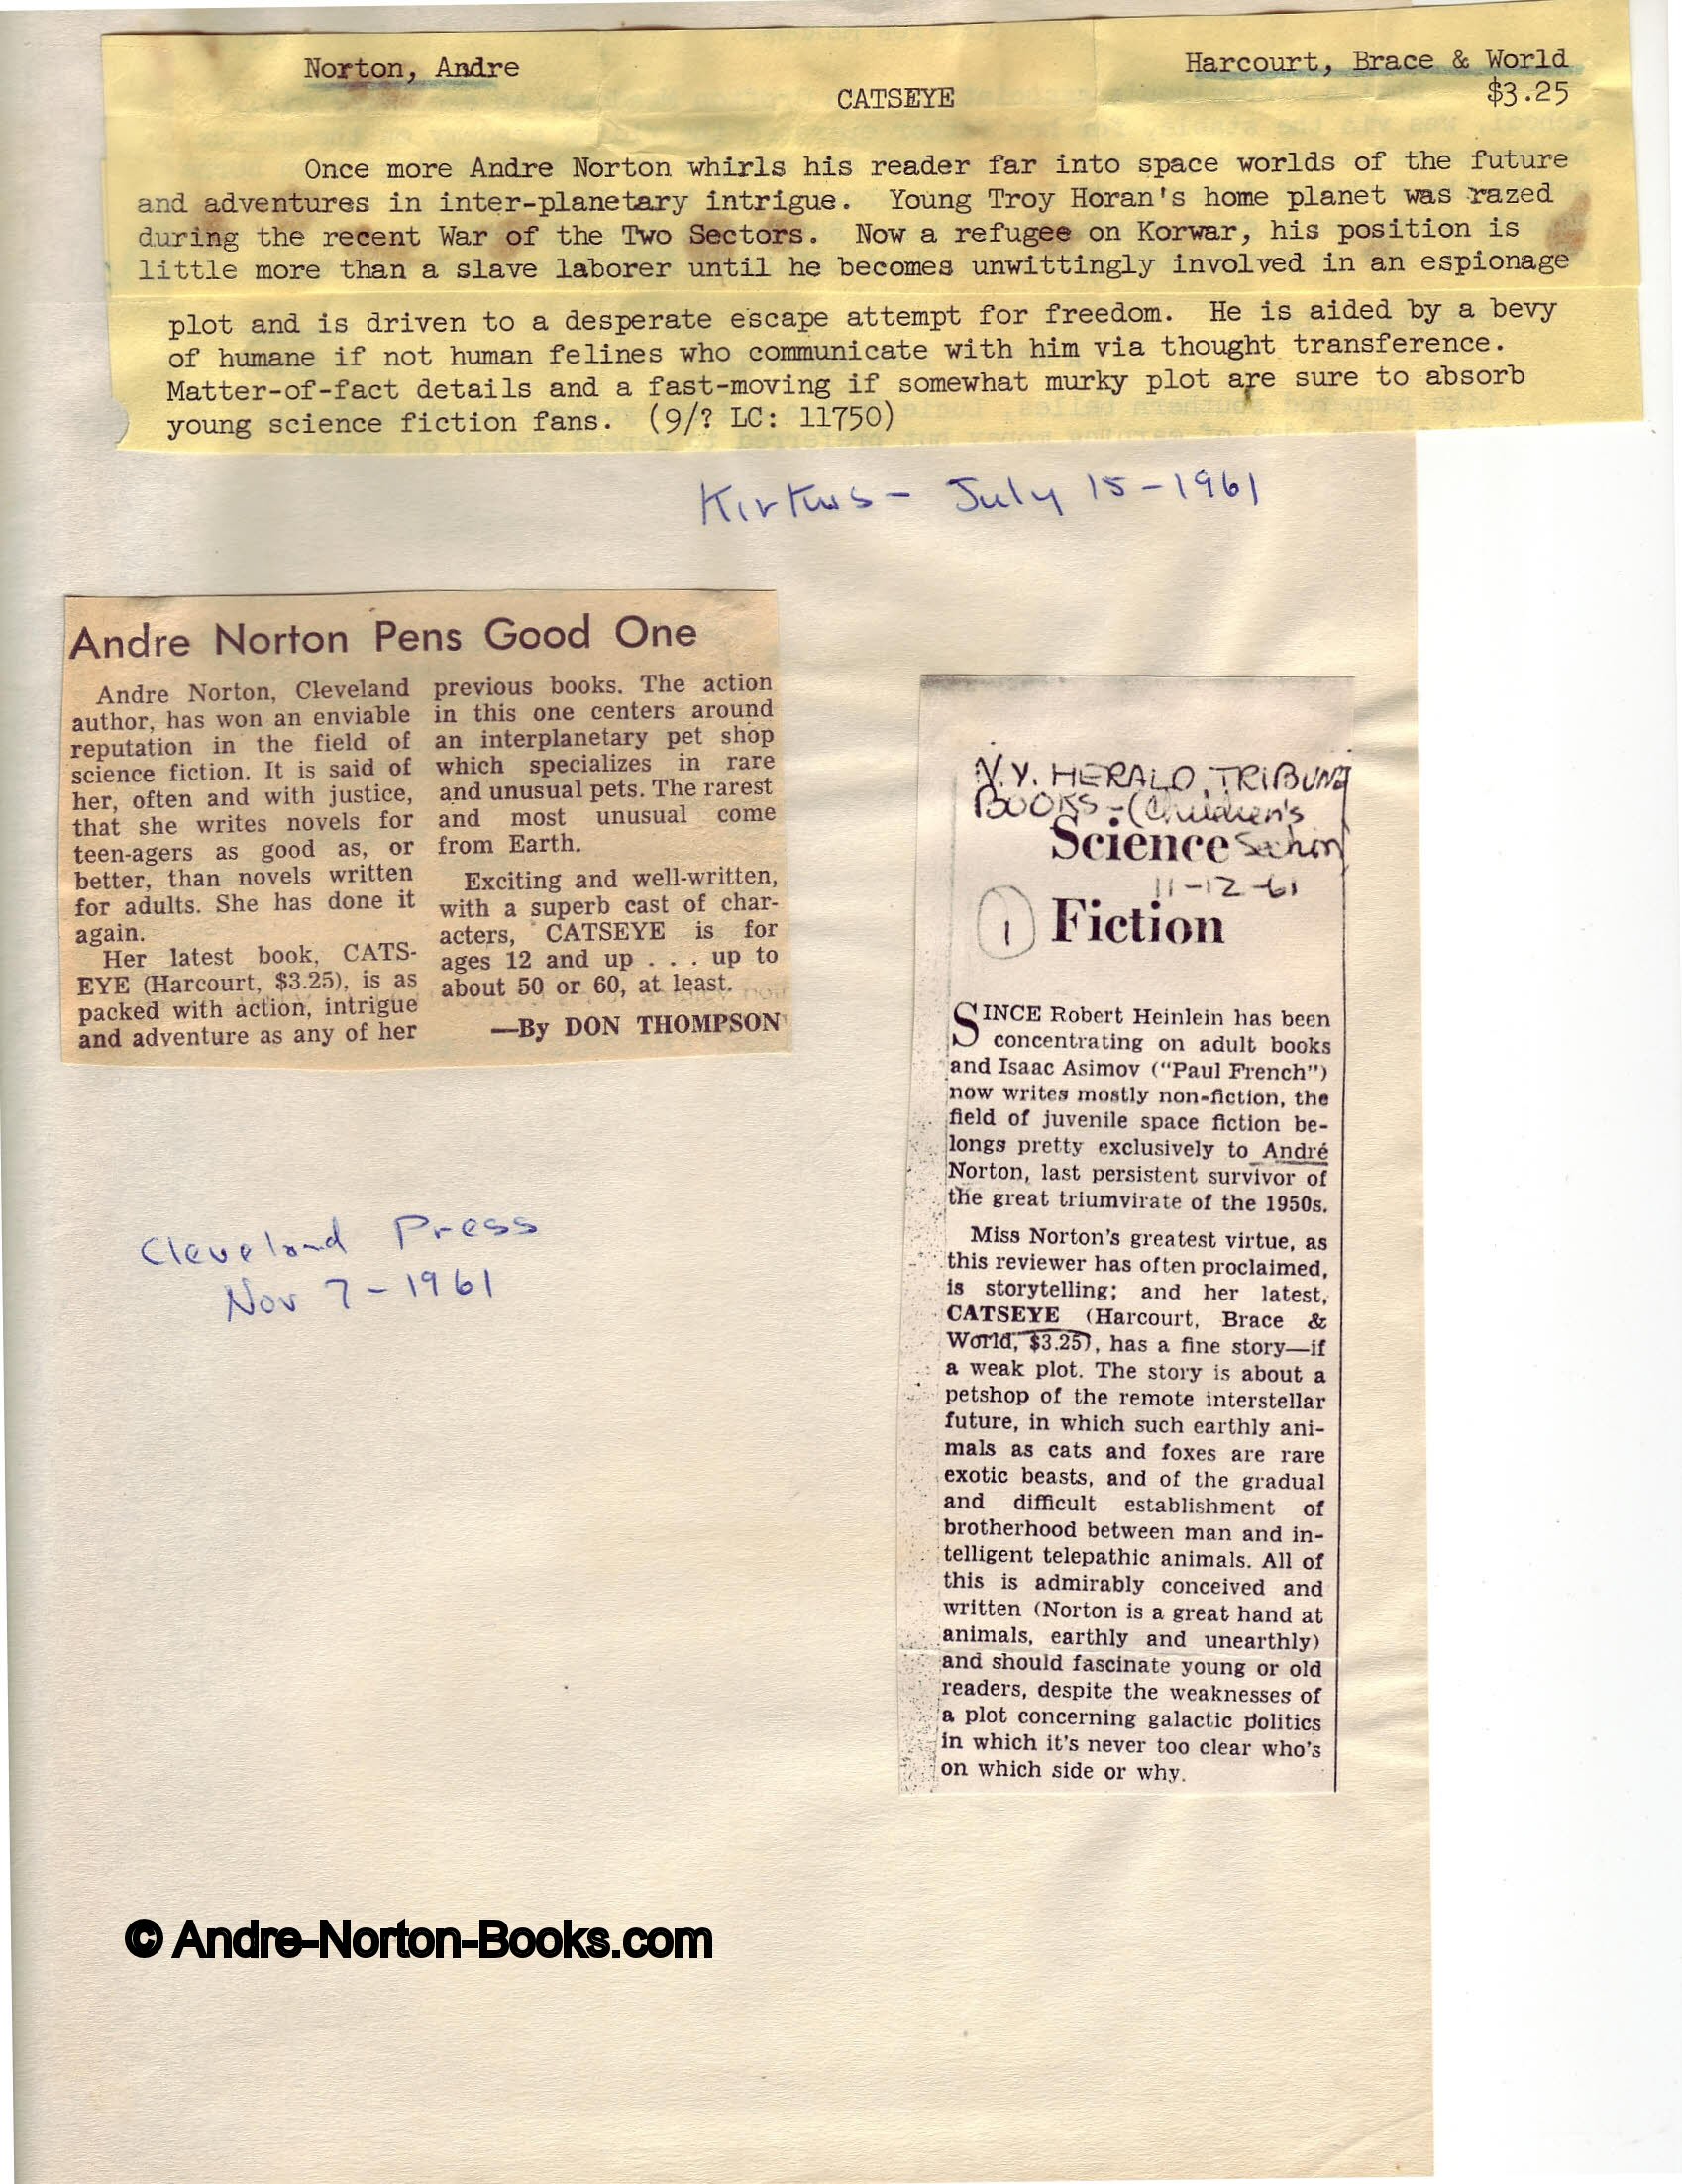 Norton, Andre
Harcourt, Brace & World
CATSEYE
$3.25
Once more Andre Norton whirls his reader far into space worlds of the future
and adventures in inter-planetary intrigue. Young Troy Horan's home planet was razed
during the recent War of the Two Sectors. Now a refugee on Korwar, his position is
little more than a slave laborer until he becomes unwittingly involved in an espionage
plot and is driven to a desperate escape attempt for freedom. He is aided by a bevy
of humane if not human felines who communicate with him via thought transference.
Matter-of-fact details and a fast-moving if somewhat murky plot are sure to absorb
young science fiction fans. (9/? LC: 11750)
Kirkus - July 15 - 1961
Andre Norton Pens Good One
Andre Norton, Cleveland
author, has won an enviable
reputation in the field of
science fiction. It is said of
her, often and with justice,
that she writes novels for
teen-agers as good as, or
better, than novels written
for adults. She has done it
again.
Her latest book, CATS-
EYE (Harcourt, $3.25), is as
packed with action, intrigue
and adventure as any of her
previous books. The action
in this one centers around
an interplanetary pet shop
which specializes in rare
and unusual pets. The rarest
and most unusual come
from Earth.
Exciting and well-written,
with a superb cast of char-
acters, CATSEYE is for
ages 12 and up . . . up to
about 50 or 60, at least.
—By DON THOMPSON
Cleveland Press
Nov 7 - 1961
N.Y. HERALD TRIBUNE
BOOKS - (Children's
Section
Science
11-12-61
1
Fiction
SINCE Robert Heinlein has been
concentrating on adult books
and Isaac Asimov ("Paul French")
now writes mostly non-fiction, the
field of juvenile space fiction be-
longs pretty exclusively to André
Norton, last persistent survivor of
the great triumvirate of the 1950s.
Miss Norton's greatest virtue, as
this reviewer has often proclaimed,
is storytelling; and her latest,
CATSEYE (Harcourt, Brace &
World, $3.25), has a fine story—if
a weak plot. The story is about a
petshop of the remote interstellar
future, in which such earthly ani-
mals as cats and foxes are rare
exotic beasts, and of the gradual
and difficult establishment of
brotherhood between man and in-
telligent telepathic animals. All of
this is admirably conceived and
written (Norton is a great hand at
animals, earthly and unearthly)
and should fascinate young or old
readers, despite the weaknesses of
a plot concerning galactic politics
in which it's never too clear who's
on which side or why.
© Andre-Norton-Books.com